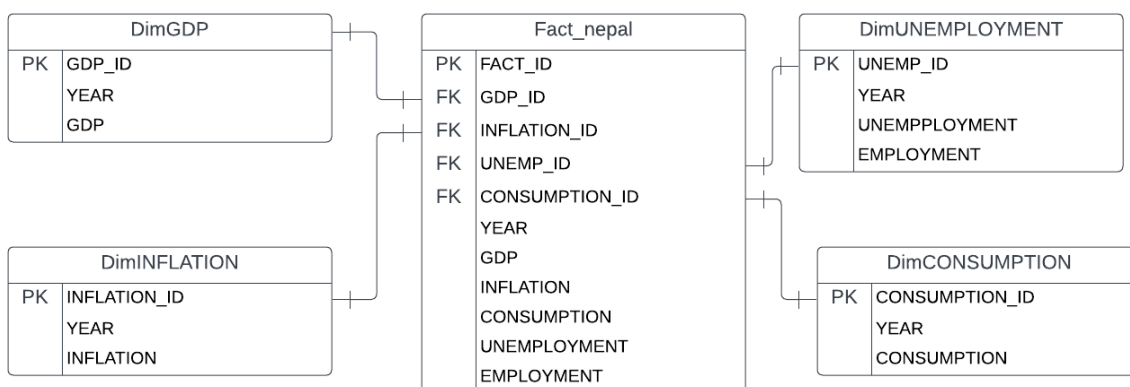 DimGDP
PK GDP_ID
YEAR
GDP
Fact_nepal
PK FACT_ID
FK GDP_ID
FK INFLATION_ID
FK UNEMP_ID
FK CONSUMPTION_ID
YEAR
GDP
INFLATION
CONSUMPTION
UNEMPLOYMENT
EMPLOYMENT
DimUNEMPLOYMENT
PK UNEMP_ID
YEAR
UNEMPPLOYMENT
EMPLOYMENT
DimINFLATION
PK INFLATION_ID
YEAR
INFLATION
DimCONSUMPTION
PK CONSUMPTION_ID
YEAR
CONSUMPTION